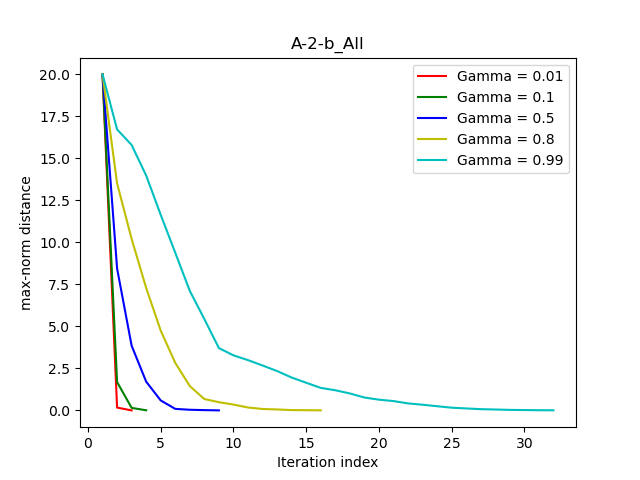 A-2-b_All
max-norm distance
20.0
17.5
15.0
12.5
10.0
7.5
5.0
2.5
0.0
Gamma = 0.01
Gamma = 0.1
Gamma = 0.5
Gamma = 0.8
Gamma = 0.99
0 5 10 15 20 25 30
Iteration index